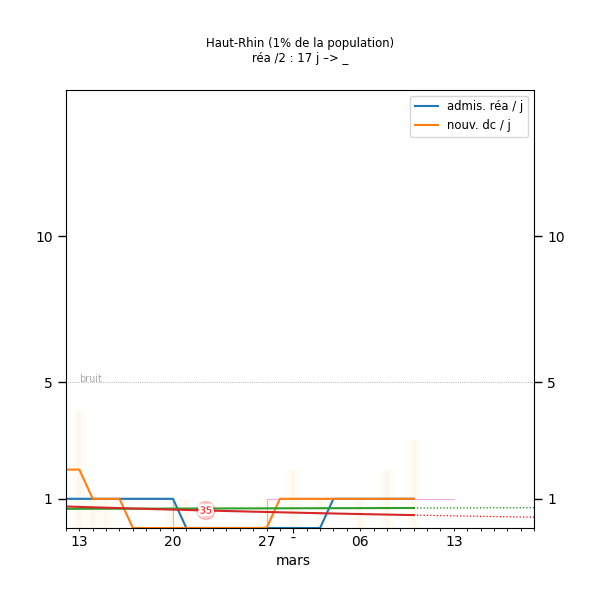 Haut-Rhin (1% de la population)
réa /2 : 17 j –> _
admis. réa / j
nouv. dc / j
10
10
bruit
5
5
35
1
1
13
20
27
-
06
13
mars